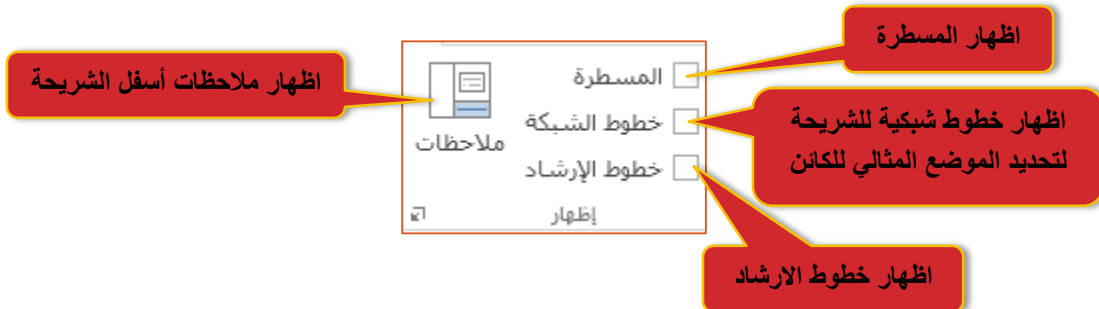 اظهار المسطرة
المسطرة
اظهار ملاحظات أسفل الشريحة
اظهار خطوط شبكية للشريحة
لتحديد الموضع المثالي للكائن
خطوط الشبكة
ملاحظات
خطوط الإرشاد
إظهار
اظهار خطوط الارشاد